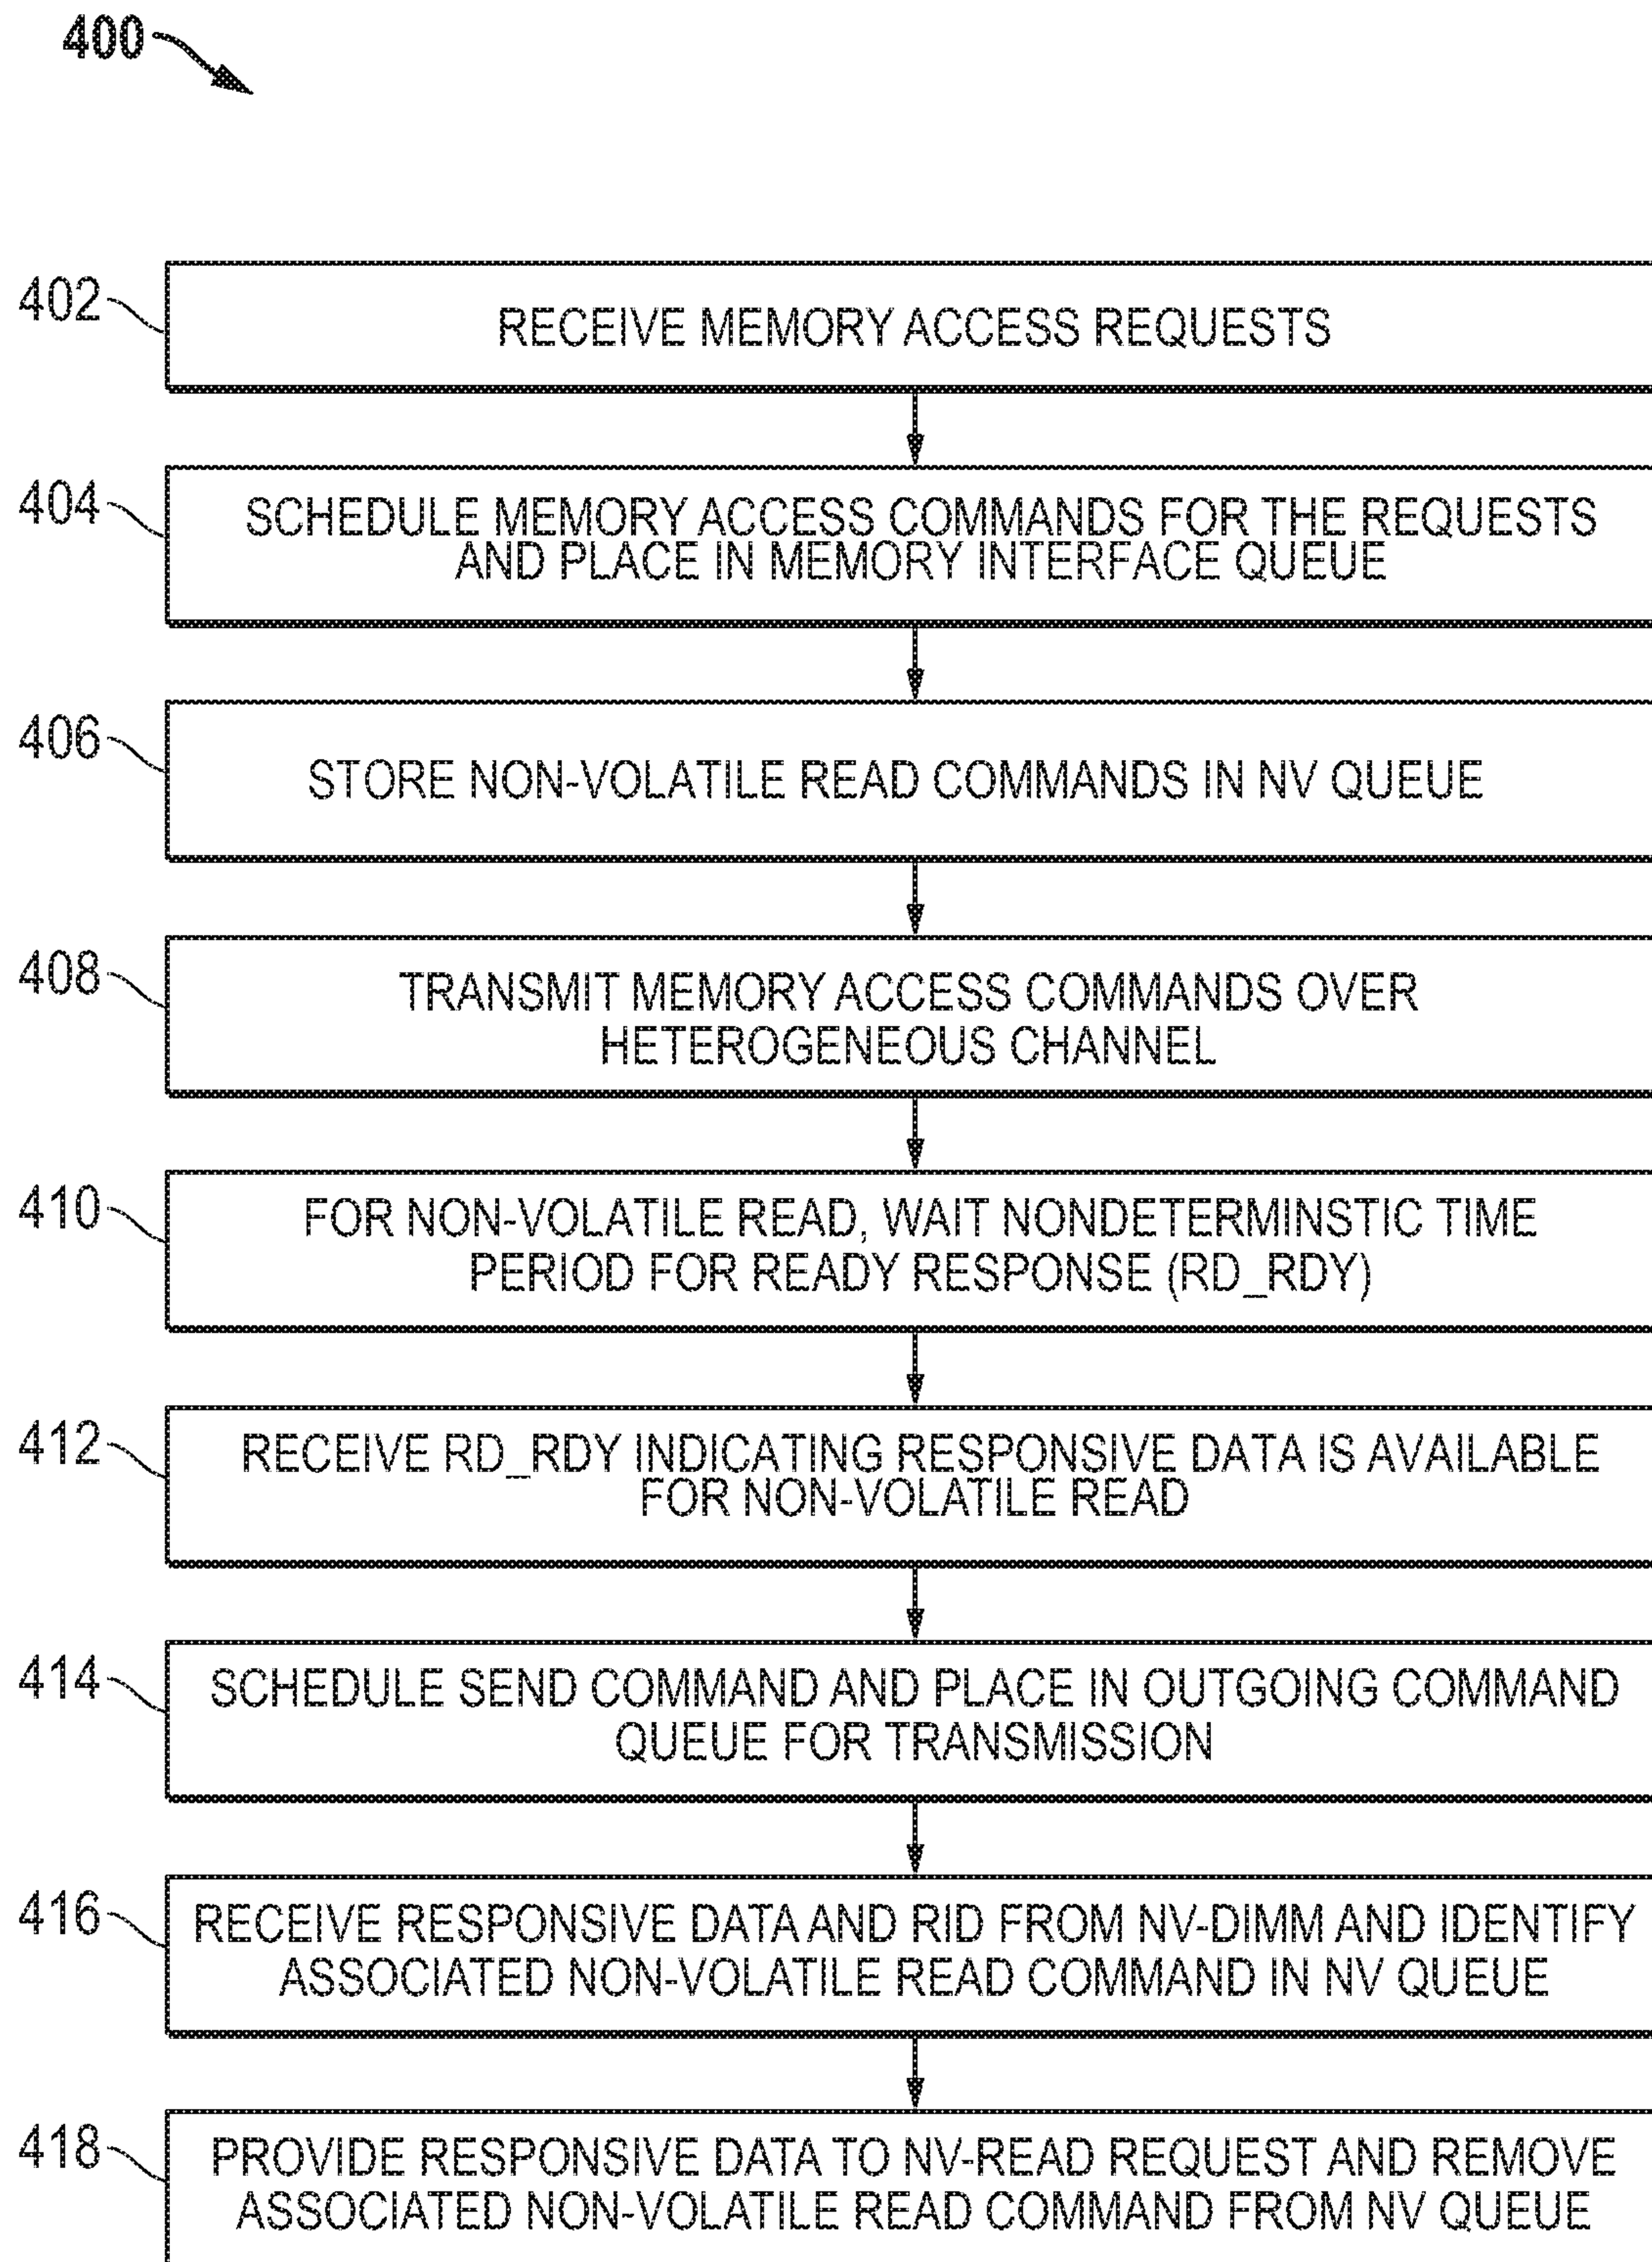 400
402
RECEIVE MEMORY ACCESS REQUESTS
404
SCHEDULE MEMORY ACCESS COMMANDS FOR THE REQUESTS
AND PLACE IN MEMORY INTERFACE QUEUE
406
STORE NON-VOLATILE READ COMMANDS IN NV QUEUE
408
TRANSMIT MEMORY ACCESS COMMANDS OVER
HETEROGENEOUS CHANNEL
410
FOR NON-VOLATILE READ, WAIT NONDETERMINSTIC TIME
PERIOD FOR READY RESPONSE (RD_RDY)
412
RECEIVE RD_RDY INDICATING RESPONSIVE DATA IS AVAILABLE
FOR NON-VOLATILE READ
414
SCHEDULE SEND COMMAND AND PLACE IN OUTGOING COMMAND
QUEUE FOR TRANSMISSION
416
RECEIVE RESPONSIVE DATA AND RID FROM NV-DIMM AND IDENTIFY
ASSOCIATED NON-VOLATILE READ COMMAND IN NV QUEUE
418
PROVIDE RESPONSIVE DATA TO NV-READ REQUEST AND REMOVE
ASSOCIATED NON-VOLATILE READ COMMAND FROM NV QUEUE